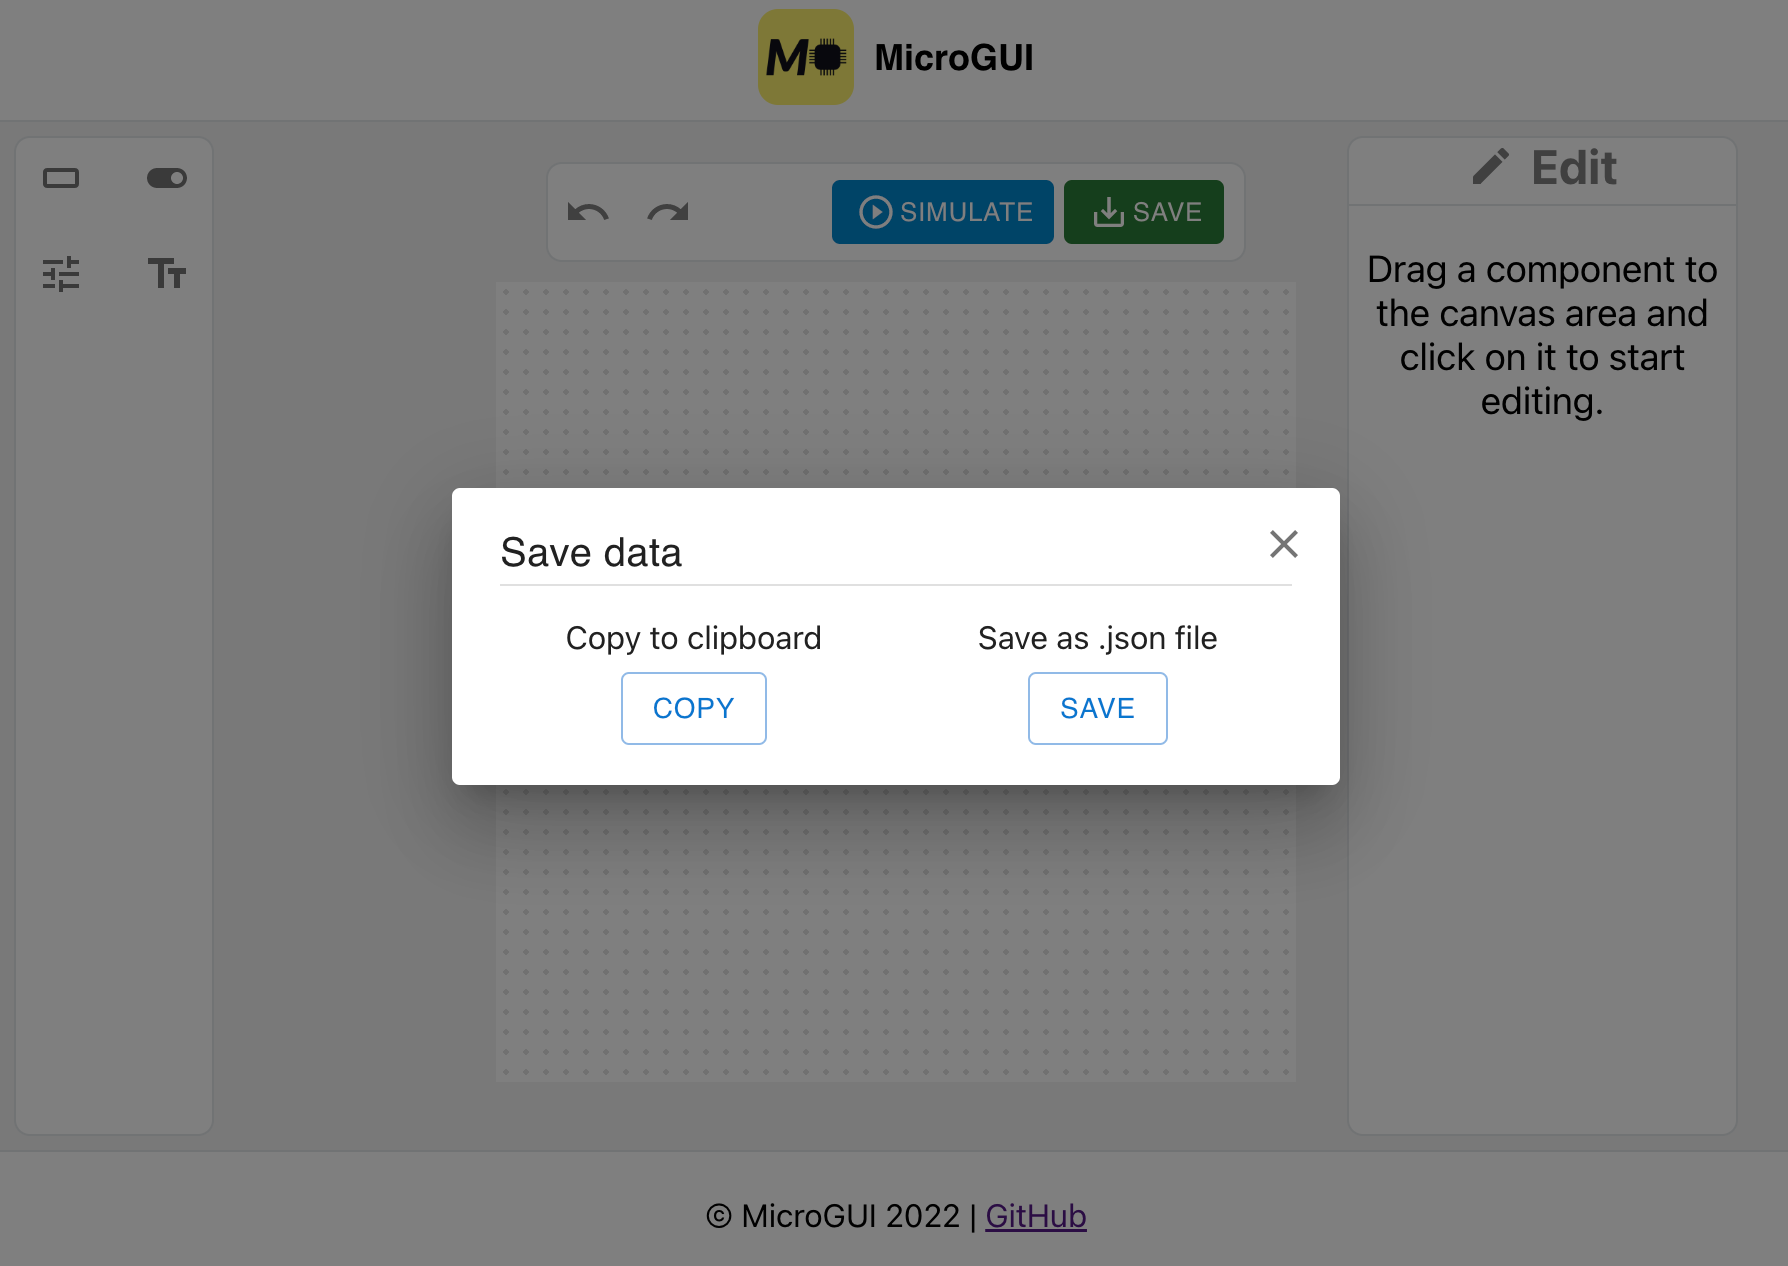 M
MicroGUI
SIMULATE
SAVE
Edit
Drag a component to
the canvas area and
click on it to start
editing.
Tт
Save data
Copy to clipboard
Save as .json file
COPY
SAVE
© MicroGUI 2022 | GitHub